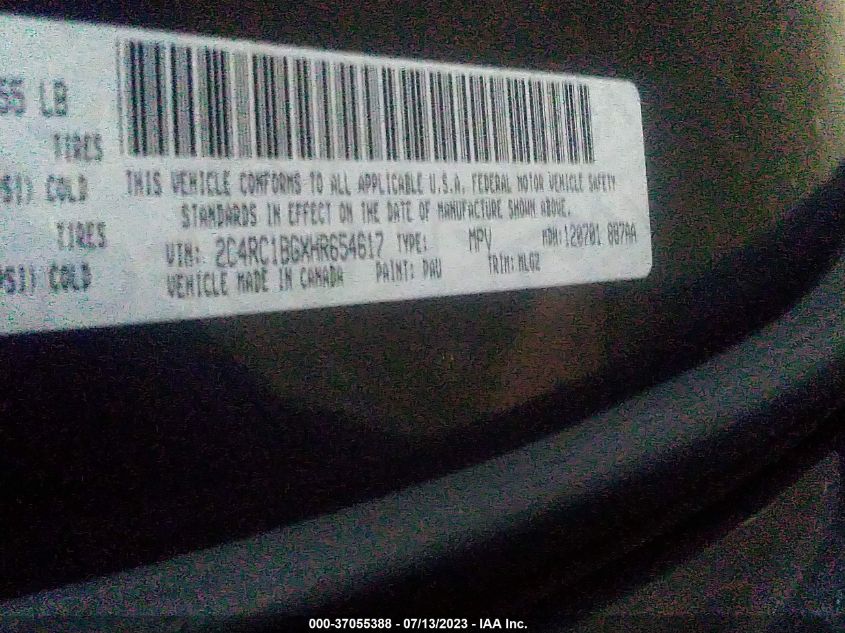 55 LB
TIRES
PSI) COLD
TIRES
PSI) COLD
THIS VEHICLE CONFORMS TO ALL APPLICABLE U.S.A. FEDERAL MOTOR VEHICLE SAFETY
STANDARDS IN EFFECT ON THE DATE OF MANUFACTURE SHOWN ABOVE.
VIN: 2C4RC1BGXHR654617 TYPE: MPV MDH:120701 087AA
VEHICLE MADE IN CANADA PAINT: PAU TRIM: MLG2
000-37055388 - 07/13/2023 - IAA Inc.